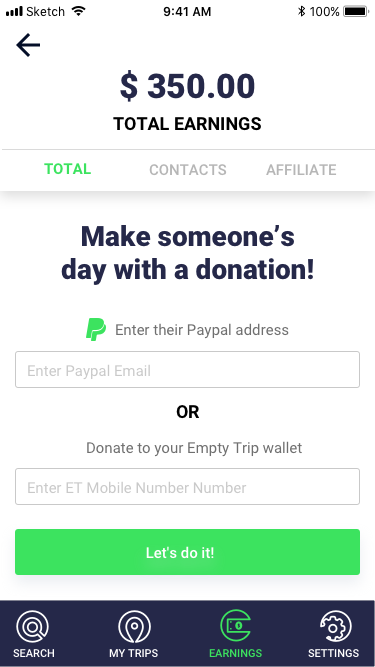 Sketch 9:41 AM 100%
$ 350.00
TOTAL EARNINGS
TOTAL CONTACTS AFFILIATE
Make someone’s
day with a donation!
Enter their Paypal address
Enter Paypal Email
OR
Donate to your Empty Trip wallet
Enter ET Mobile Number Number
Let's do it!
SEARCH MY TRIPS EARNINGS SETTINGS